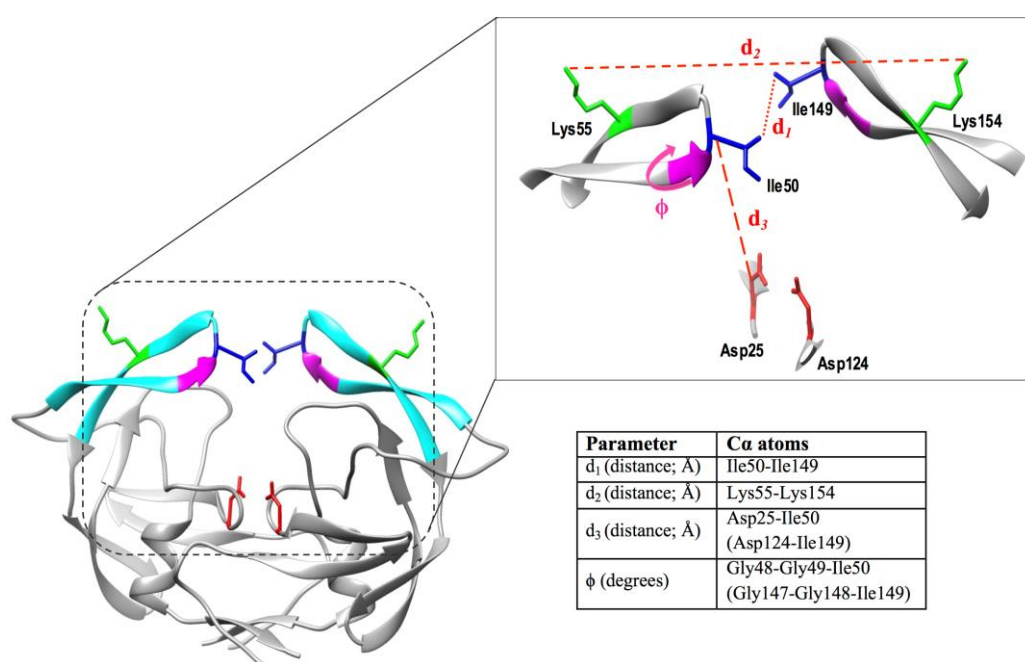 d₂
Ile149
Lys55
d₁
Lys154
Ile50
ϕ
d₃
Asp25
Asp124
Parameter Cα atoms
d₁ (distance; Å) Ile50-Ile149
d₂ (distance; Å) Lys55-Lys154
d₃ (distance; Å) Asp25-Ile50
(Asp124-Ile149)
ϕ (degrees) Gly48-Gly49-Ile50
(Gly147-Gly148-Ile149)